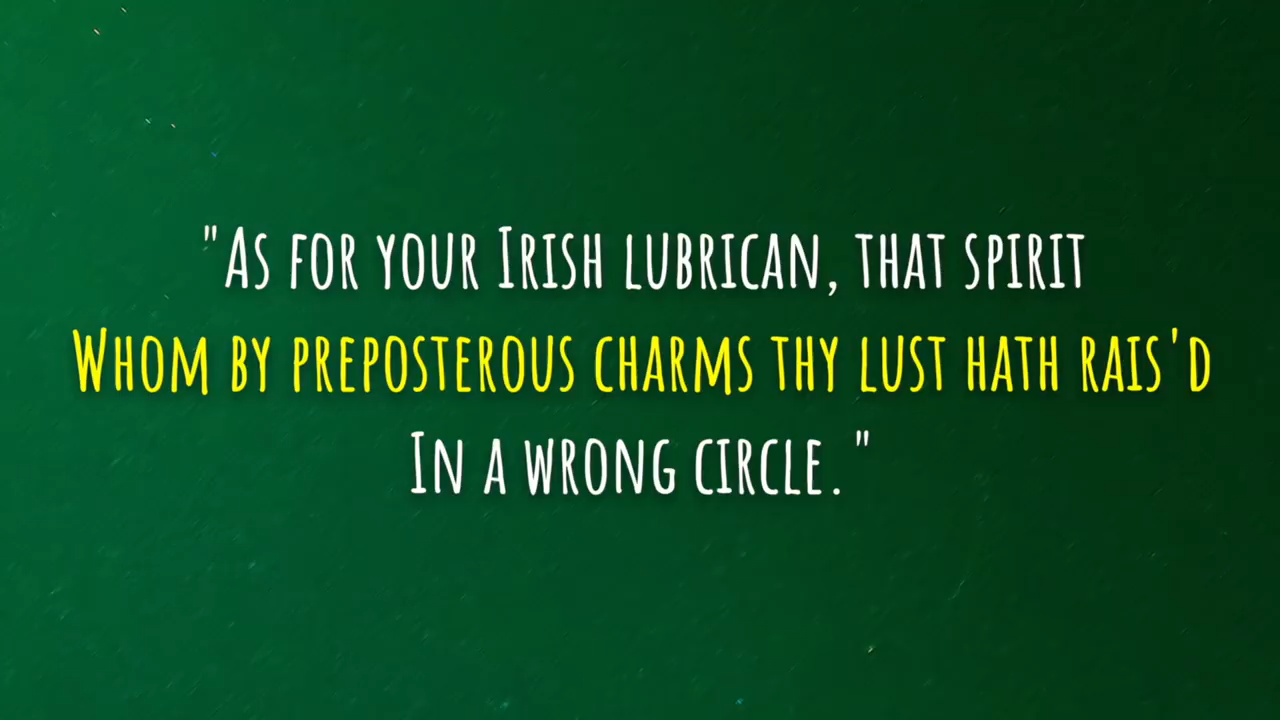 "As for your Irish lubrican, that spirit
Whom by preposterous charms thy lust hath rais'd
In a wrong circle."